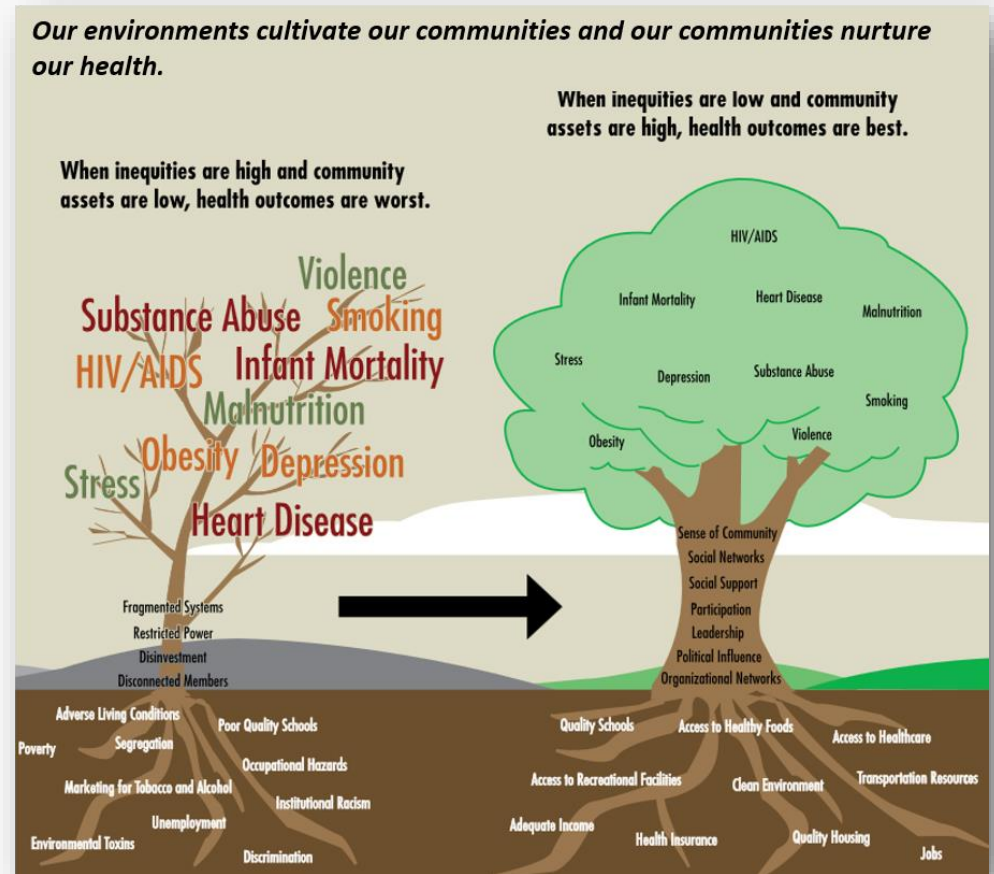 Our environments cultivate our communities and our communities nurture
our health.
When inequities are high and community
assets are low, health outcomes are worst.
Violence
Substance Abuse
Smoking
HIV/AIDS
Infant Mortality
Malnutrition
Obesity
Depression
Stress
Heart Disease
Fragmented Systems
Restricted Power
Disinvestment
Disconnected Members
Adverse Living Conditions
Poor Quality Schools
Poverty
Segregation
Occupational Hazards
Marketing for Tobacco and Alcohol
Institutional Racism
Unemployment
Environmental Toxins
Discrimination
When inequities are low and community
assets are high, health outcomes are best.
HIV/AIDS
Infant Mortality
Heart Disease
Malnutrition
Stress
Depression
Substance Abuse
Smoking
Obesity
Violence
Sense of Community
Social Networks
Social Support
Participation
Leadership
Political Influence
Organizational Networks
Quality Schools
Access to Healthy Foods
Access to Healthcare
Access to Recreational Facilities
Clean Environment
Transportation Resources
Adequate Income
Health Insurance
Quality Housing
Jobs